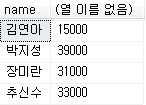 name (열 이름 없음)
김연아 15000
박지성 39000
장미란 31000
추신수 33000